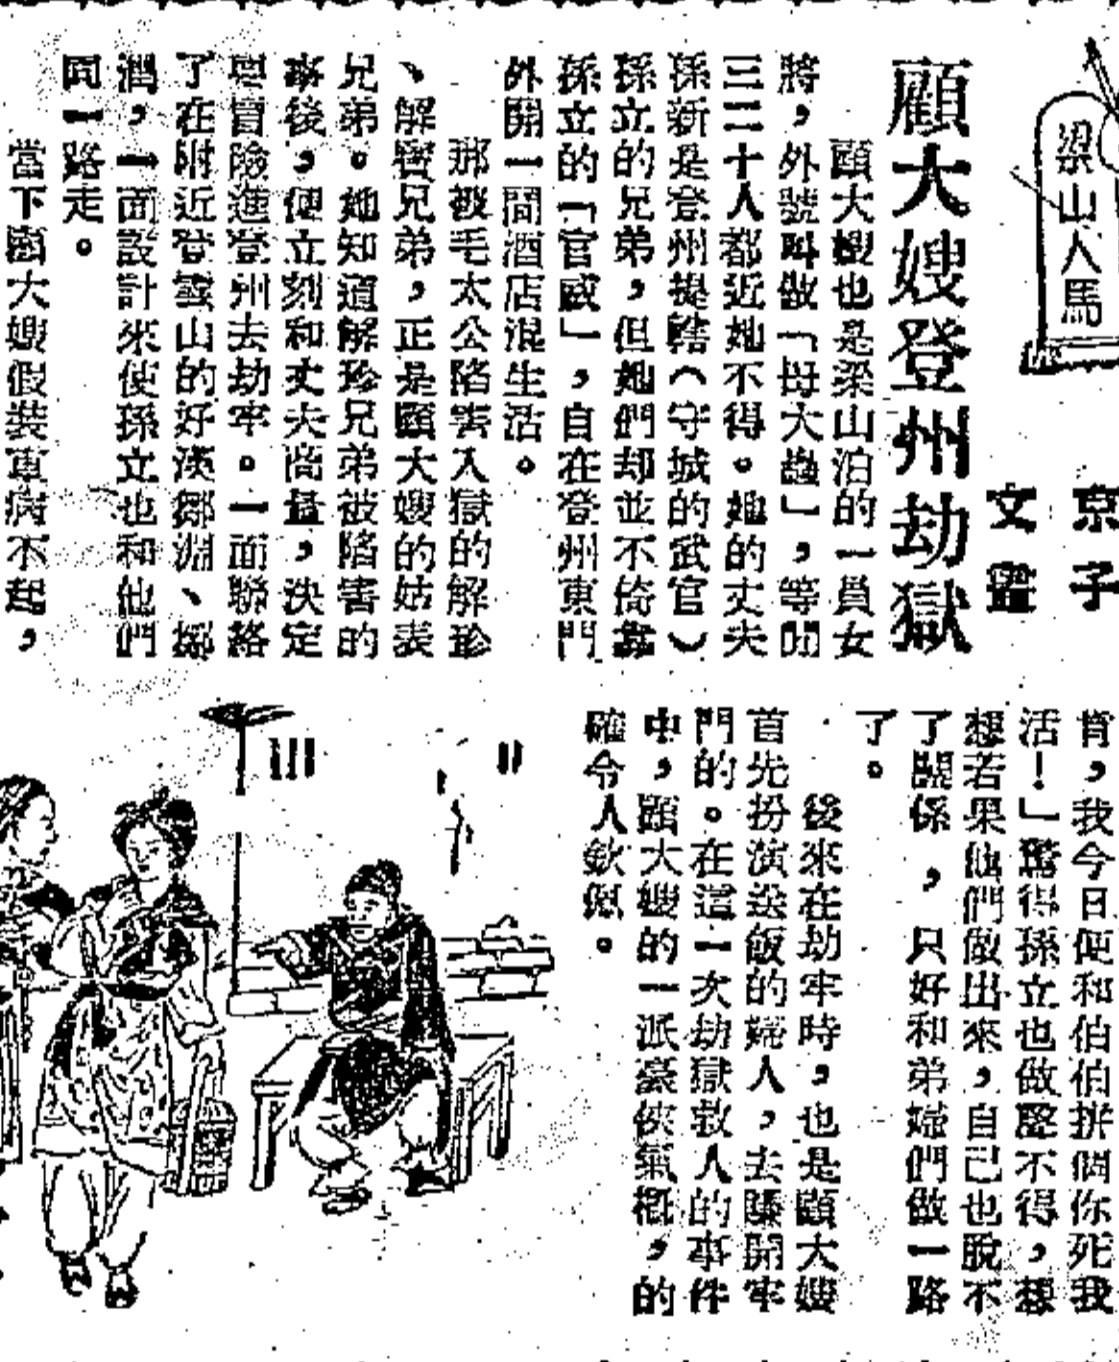 梁山人馬
京子
文
顧大嫂登州劫獄
顧大嫂也是梁山泊的一員女
將，外號叫做「母大蟲」，等閒
三二十人都近她不得。她的丈夫
孫新是登州提轄（守城的武官）
孫立的兄弟，但她們却並不倚靠
孫立的「官威」，自在登州東門
外開一間酒店混生活。
那被毛太公陷害入獄的解珍
、解寶兄弟，正是顧大嫂的姑表
兄弟。她知道解珍兄弟被陷害的
事後，便立刻和丈夫商量，決定
冒險進登州去劫牢。一面聯絡
了在附近登雲山的好漢鄒淵、鄒
潤，一面設計來使孫立也和他們
同一路走。
當下顧大嫂假裝重病不起，
肯，我今日便和伯伯拼個你死我
活！」驚得孫立也做聲不得，想
想若果他們做出來，自己也脫不
了關係，只好和弟婦們做一路
了。
後來在劫牢時，也是顧大嫂
首先扮演送飯的婦人，去賺開牢
門的。在這一次劫獄救人的事件
中，顧大嫂的一派豪俠氣概，的
確令人欽佩。